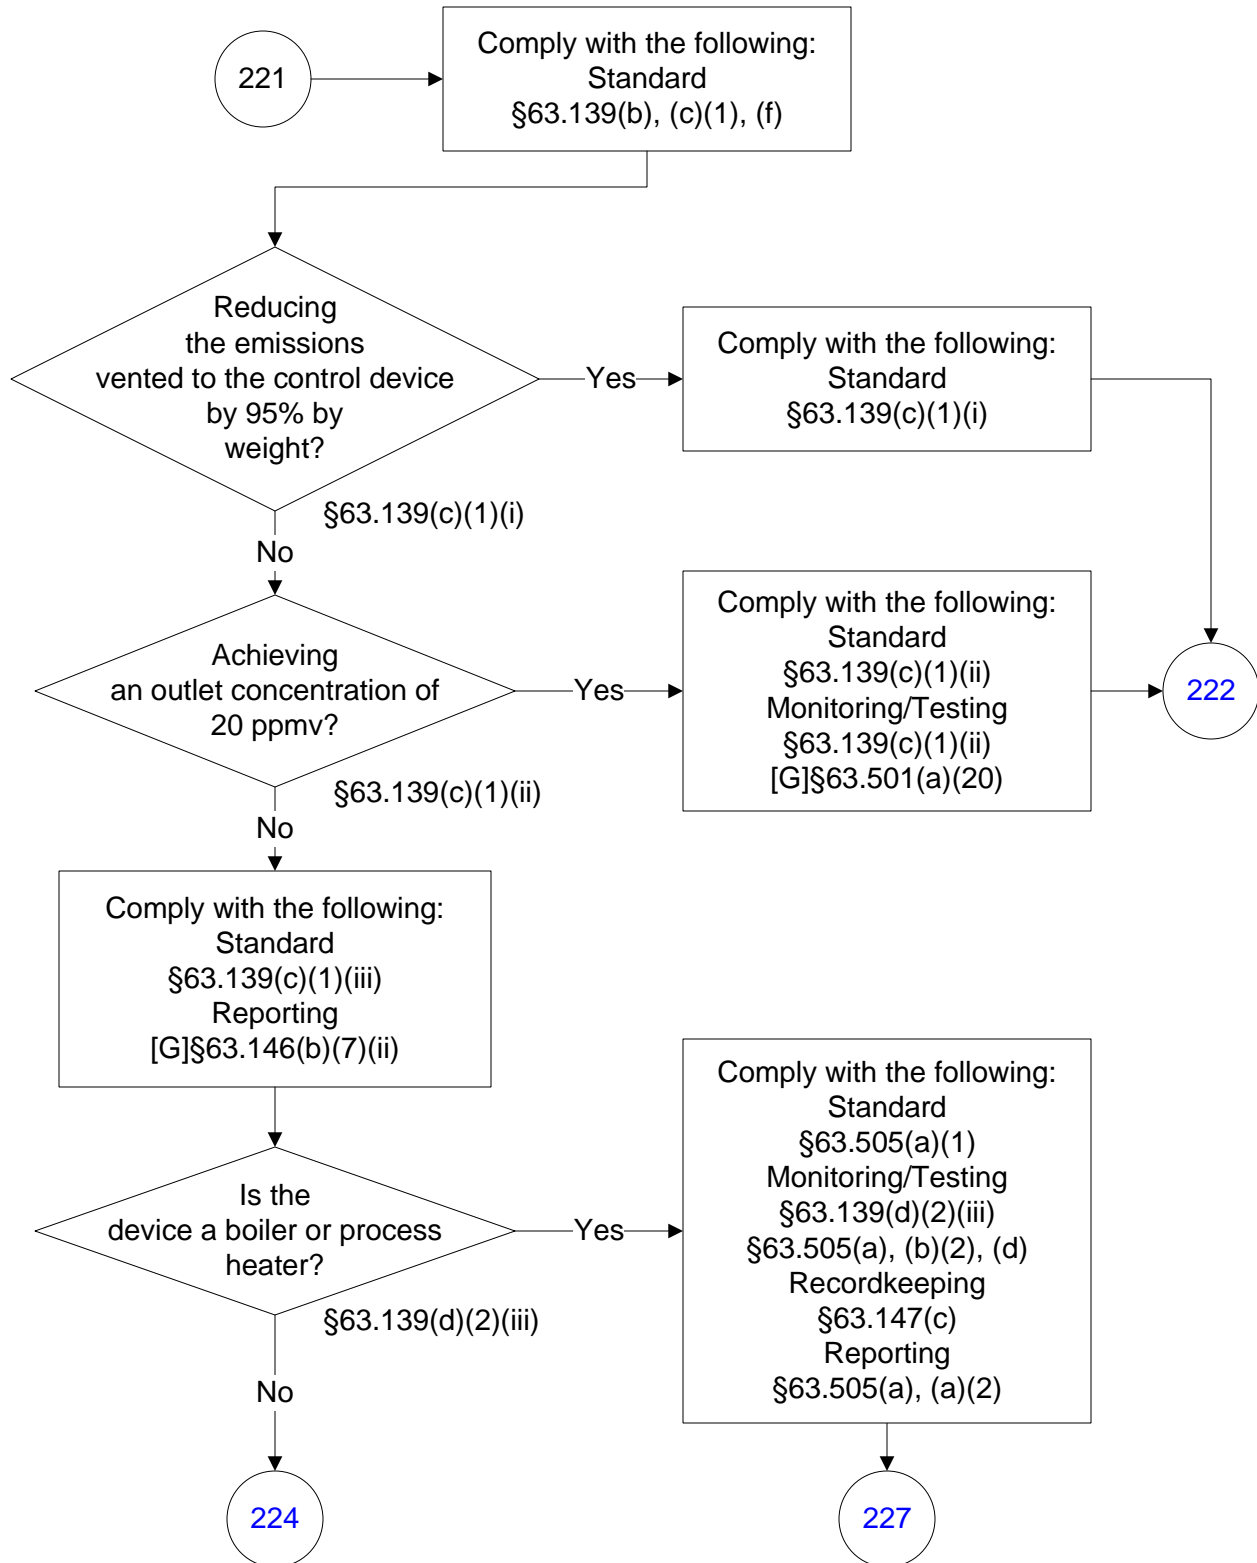 221
Comply with the following:
Standard
§63.139(b), (c)(1), (f)
Reducing
the emissions
vented to the control device
by 95% by
weight?
§63.139(c)(1)(i)
Yes
Comply with the following:
Standard
§63.139(c)(1)(i)
No
Achieving
an outlet concentration of
20 ppmv?
§63.139(c)(1)(ii)
Yes
Comply with the following:
Standard
§63.139(c)(1)(ii)
Monitoring/Testing
§63.139(c)(1)(ii)
[G]§63.501(a)(20)
222
No
Comply with the following:
Standard
§63.139(c)(1)(iii)
Reporting
[G]§63.146(b)(7)(ii)
Is the
device a boiler or process
heater?
§63.139(d)(2)(iii)
Yes
Comply with the following:
Standard
§63.505(a)(1)
Monitoring/Testing
§63.139(d)(2)(iii)
§63.505(a), (b)(2), (d)
Recordkeeping
§63.147(c)
Reporting
§63.505(a), (a)(2)
No
224
227